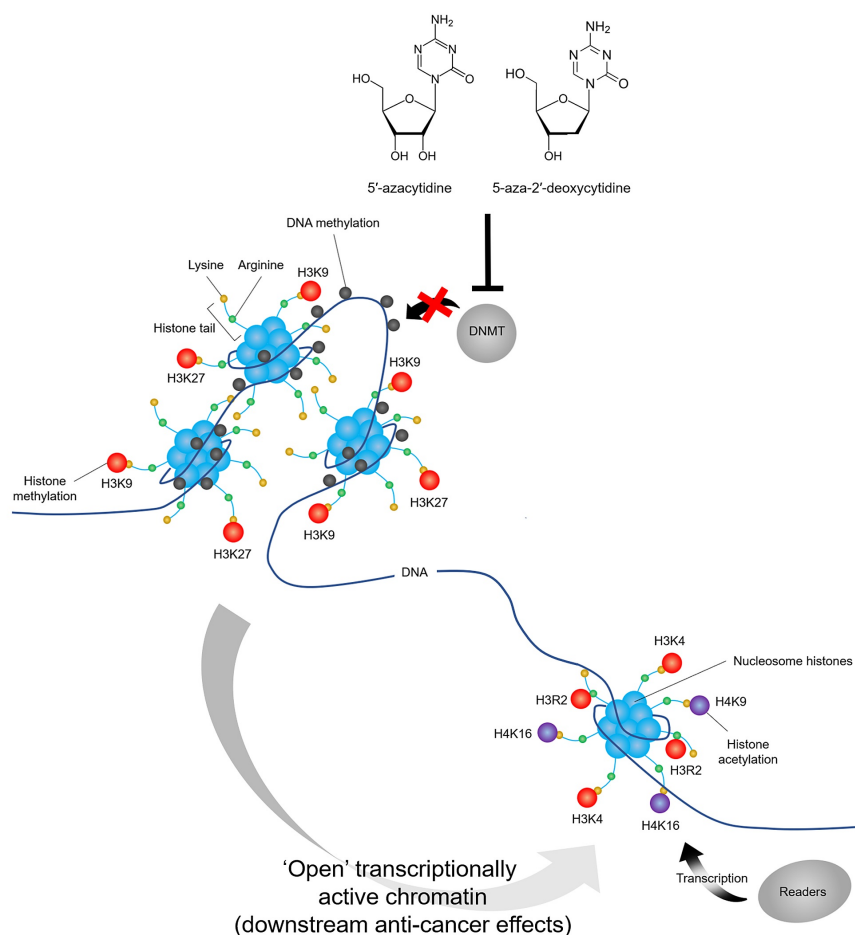 NH₂
N
N
N
O
HO
O
OH
OH
5′-azacytidine
NH₂
N
N
N
O
HO
O
OH
5-aza-2′-deoxycytidine
DNA methylation
Lysine
Arginine
H3K9
Histone tail
DNMT
H3K27
H3K9
Histone
methylation
H3K9
H3K27
H3K9
H3K27
DNA
H3K4
Nucleosome histones
H3R2
H4K9
H4K16
Histone
acetylation
H3R2
H3K4
H4K16
‘Open’ transcriptionally
active chromatin
(downstream anti-cancer effects)
Transcription
Readers